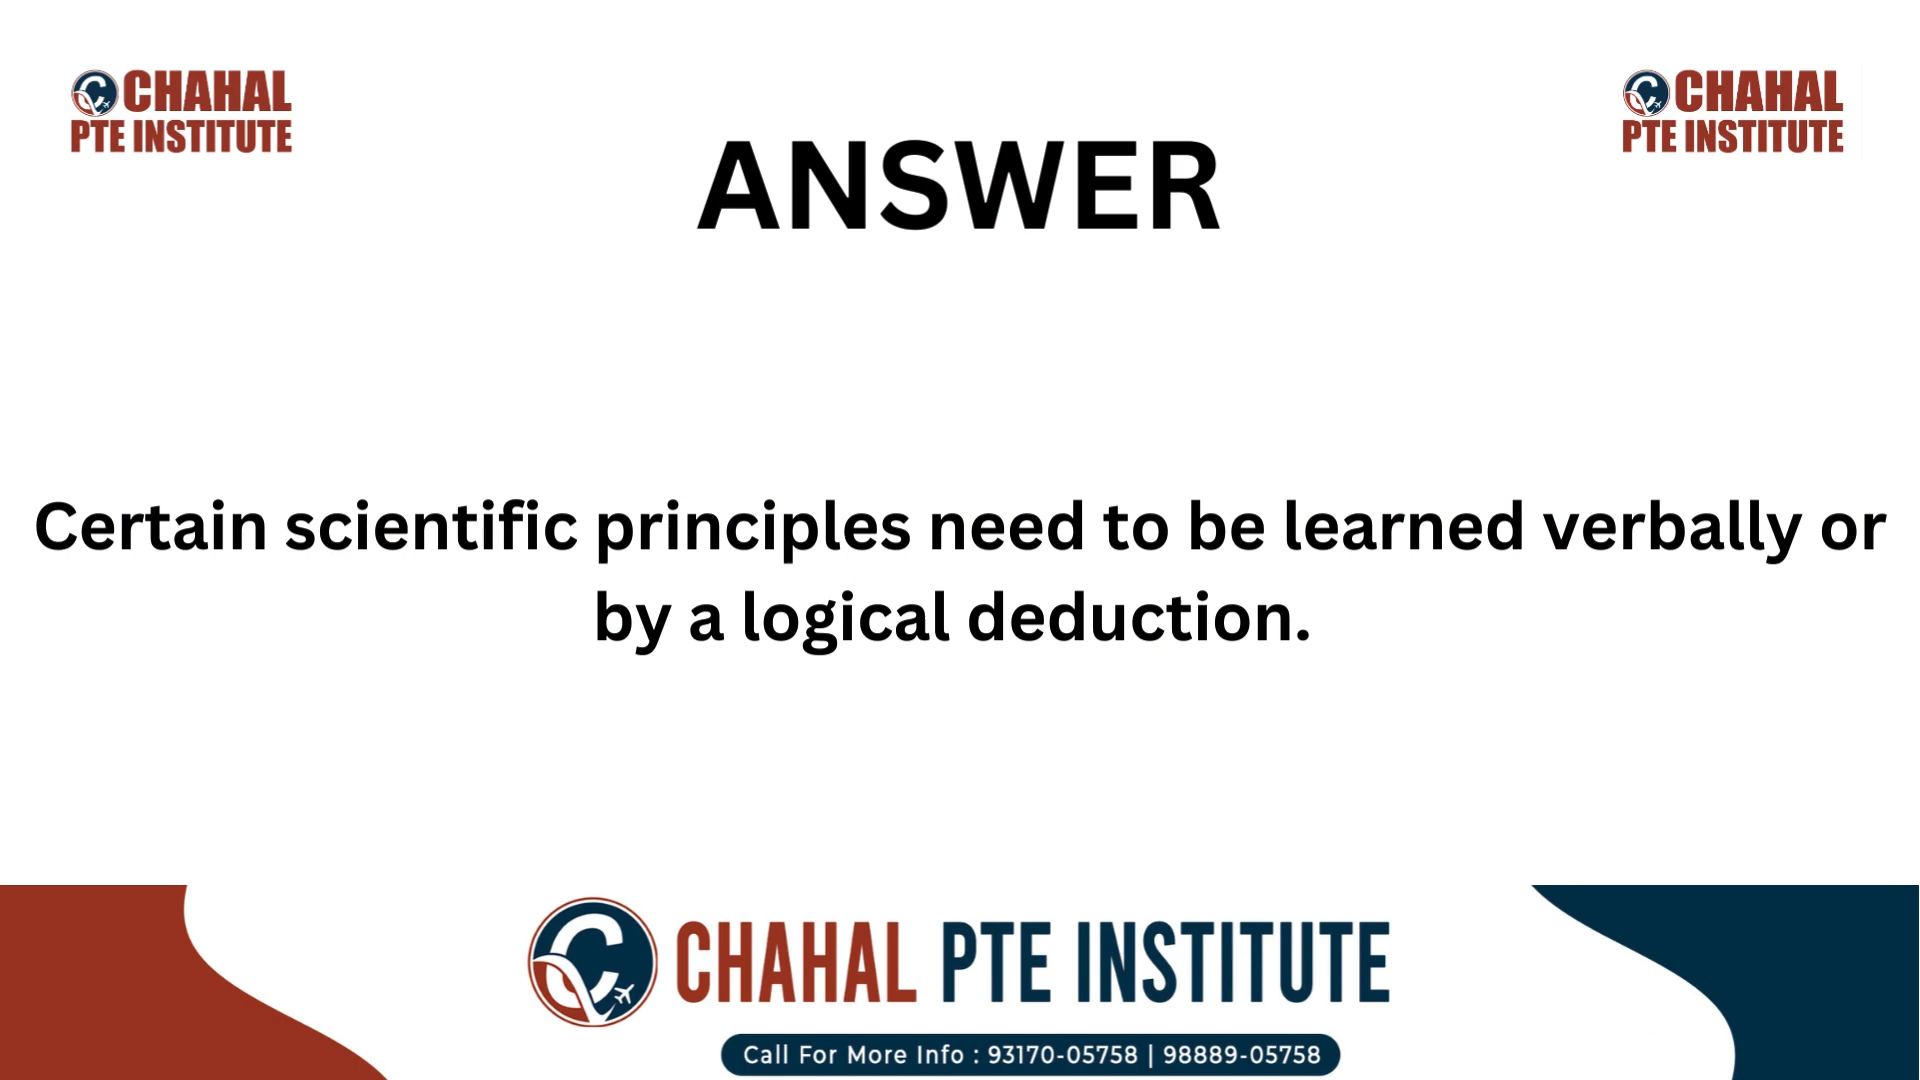 CHAHAL
PTE INSTITUTE
CHAHAL
PTE INSTITUTE
ANSWER
Certain scientific principles need to be learned verbally or
by a logical deduction.
CHAHAL PTE INSTITUTE
Call For More Info : 93170-05758 | 98889-05758